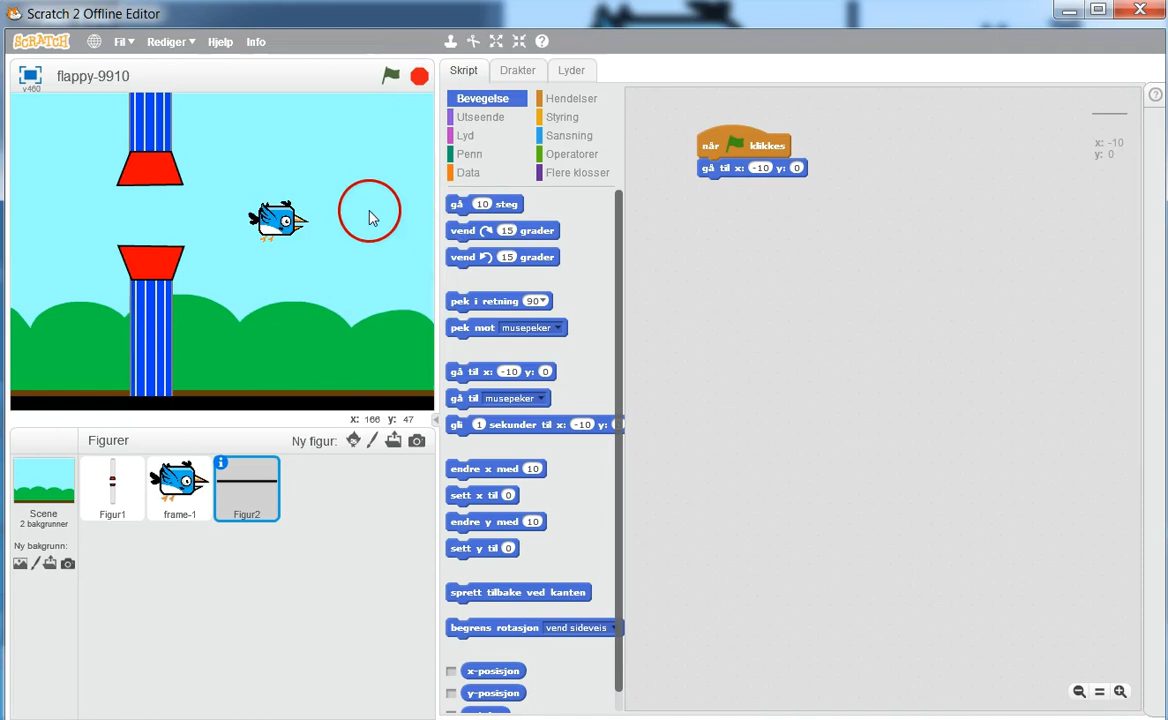 Scratch 2 Offline Editor
SCRATCH
Fil
Rediger
Hjelp
Info
v460
flappy-9910
Skript
Drakter
Lyder
Bevegelse
Utseende
Lyd
Penn
Data
Hendelser
Styring
Sansning
Operatorer
Flere klosser
gå 10 steg
vend 15 grader
vend 15 grader
pek i retning 90
pek mot musepeker
gå til x: -10 y: 0
gå til musepeker
gli 1 sekunder til x: -10 y:
endre x med 10
sett x til 0
endre y med 10
sett y til 0
sprett tilbake ved kanten
begrens rotasjon vend sideveis
x-posisjon
y-posisjon
når klikkes
gå til x: -10 y: 0
x: -10
y: 0
x: 166 y: 47
Figurer
Ny figur:
Scene
2 bakgrunner
Ny bakgrunn:
Figur1
frame-1
Figur2